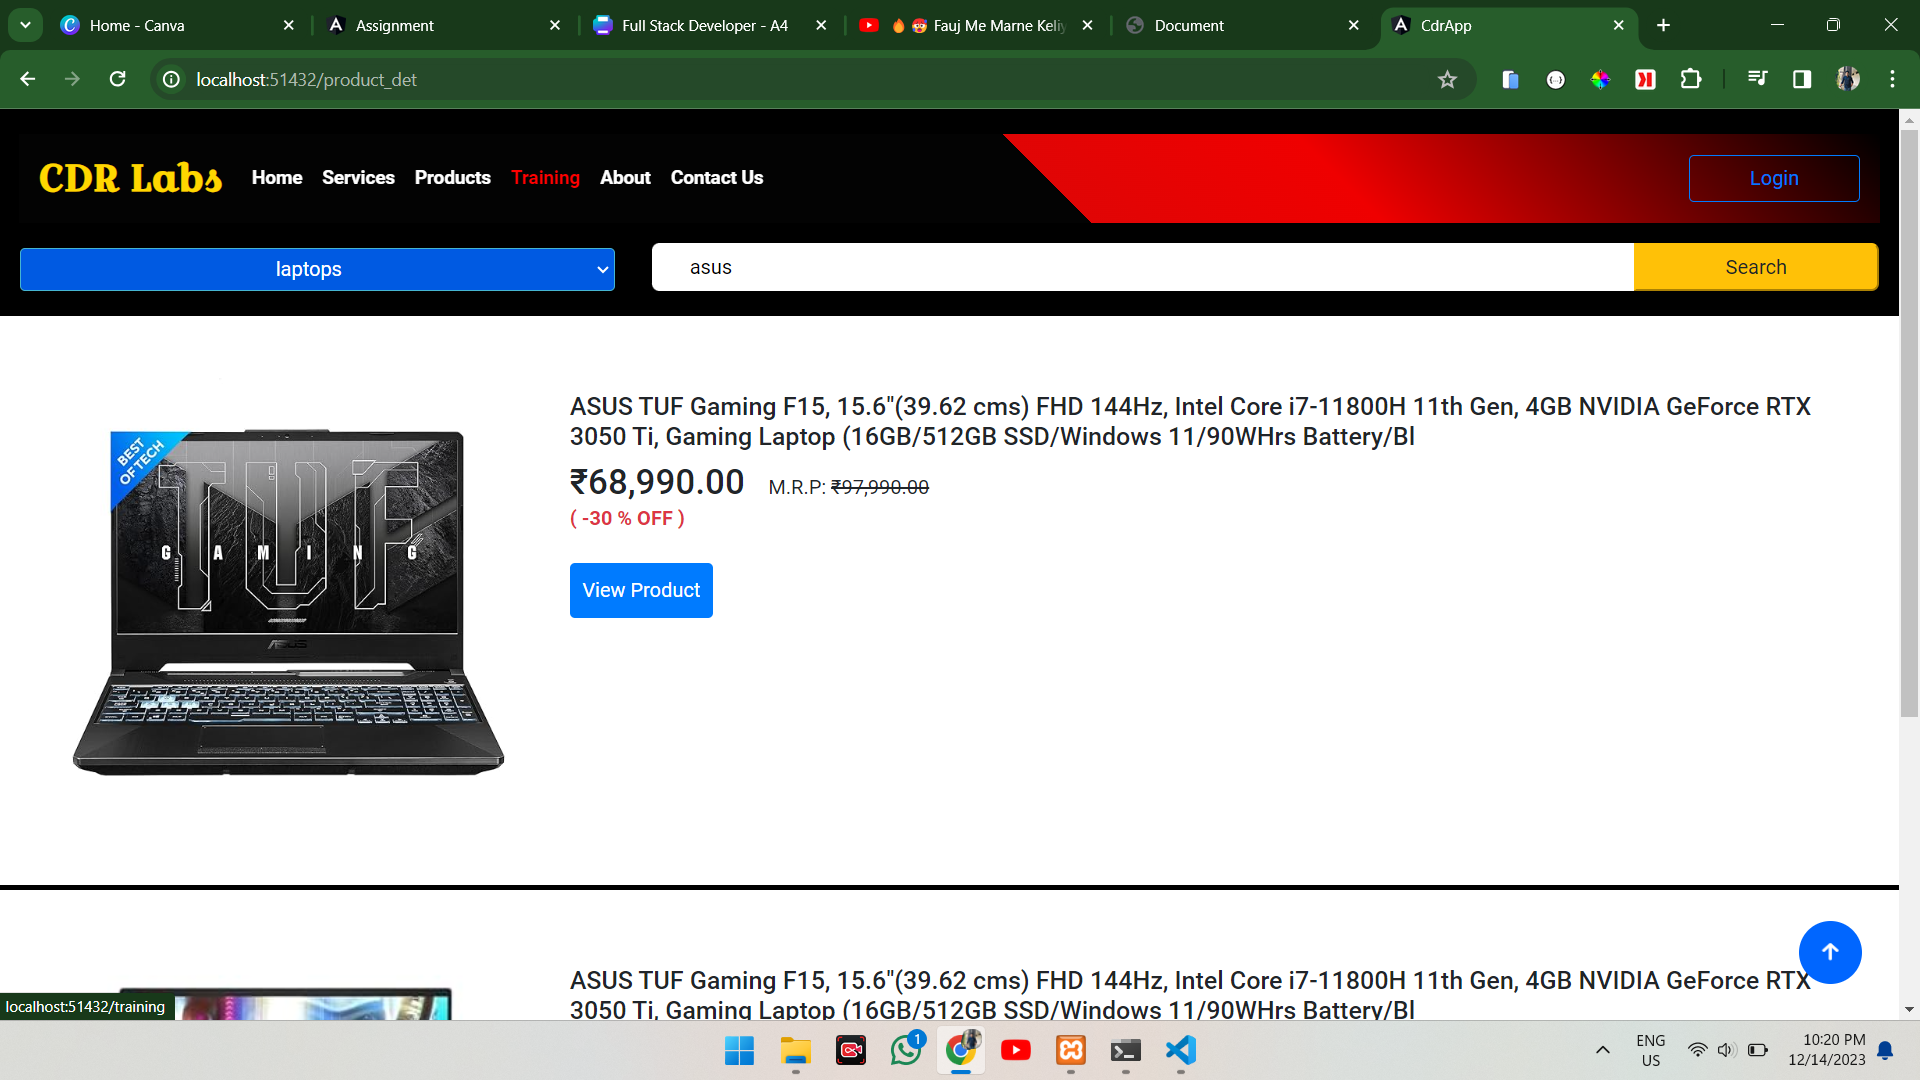 Home - Canva
Assignment
Full Stack Developer - A4
Fauj Me Marne Keliy
Document
CdrApp
localhost:51432/product_det
CDR Labs
Home
Services
Products
Training
About
Contact Us
Login
laptops
asus
Search
BEST
OF TECH
TUF
GAMING
ASUS
ASUS TUF Gaming F15, 15.6"(39.62 cms) FHD 144Hz, Intel Core i7-11800H 11th Gen, 4GB NVIDIA GeForce RTX
3050 Ti, Gaming Laptop (16GB/512GB SSD/Windows 11/90WHrs Battery/Bl
₹68,990.00 M.R.P: ₹97,990.00
( -30 % OFF )
View Product
ASUS TUF Gaming F15, 15.6"(39.62 cms) FHD 144Hz, Intel Core i7-11800H 11th Gen, 4GB NVIDIA GeForce RTX
3050 Ti, Gaming Laptop (16GB/512GB SSD/Windows 11/90WHrs Battery/Bl
localhost:51432/training
1
ENG
US
10:20 PM
12/14/2023